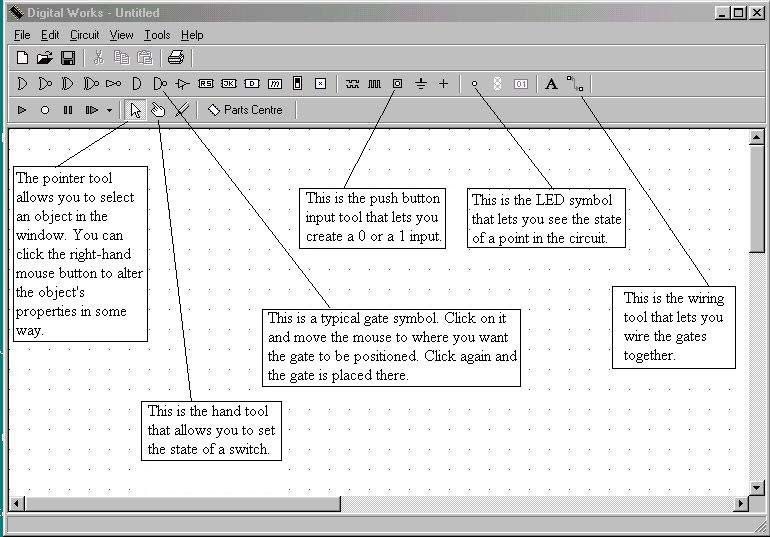 Digital Works - Untitled
File Edit Circuit View Tools Help
RS JK D m
0.1 A
Parts Centre
The pointer tool
allows you to select
an object in the
window. You can
click the right-hand
mouse button to alter
the object's
properties in some
way.
This is the push button
input tool that lets you
create a 0 or a 1 input.
This is the LED symbol
that lets you see the state
of a point in the circuit.
This is the wiring
tool that lets you
wire the gates
together.
This is a typical gate symbol. Click on it
and move the mouse to where you want
the gate to be positioned. Click again and
the gate is placed there.
This is the hand tool
that allows you to set
the state of a switch.